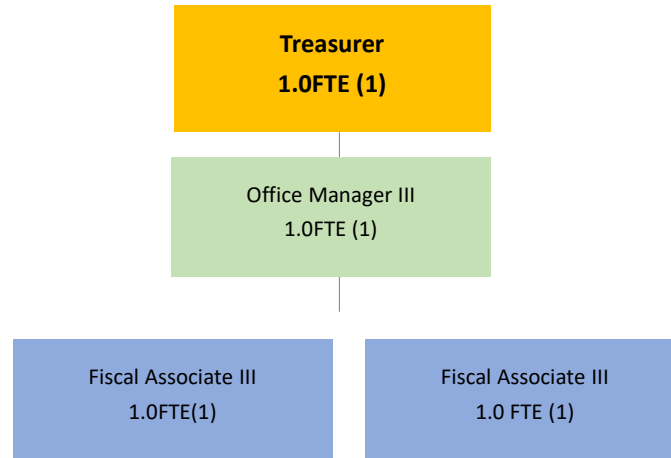 Treasurer
1.0FTE (1)
Office Manager III
1.0FTE (1)
Fiscal Associate III
1.0FTE(1)
Fiscal Associate III
1.0 FTE (1)